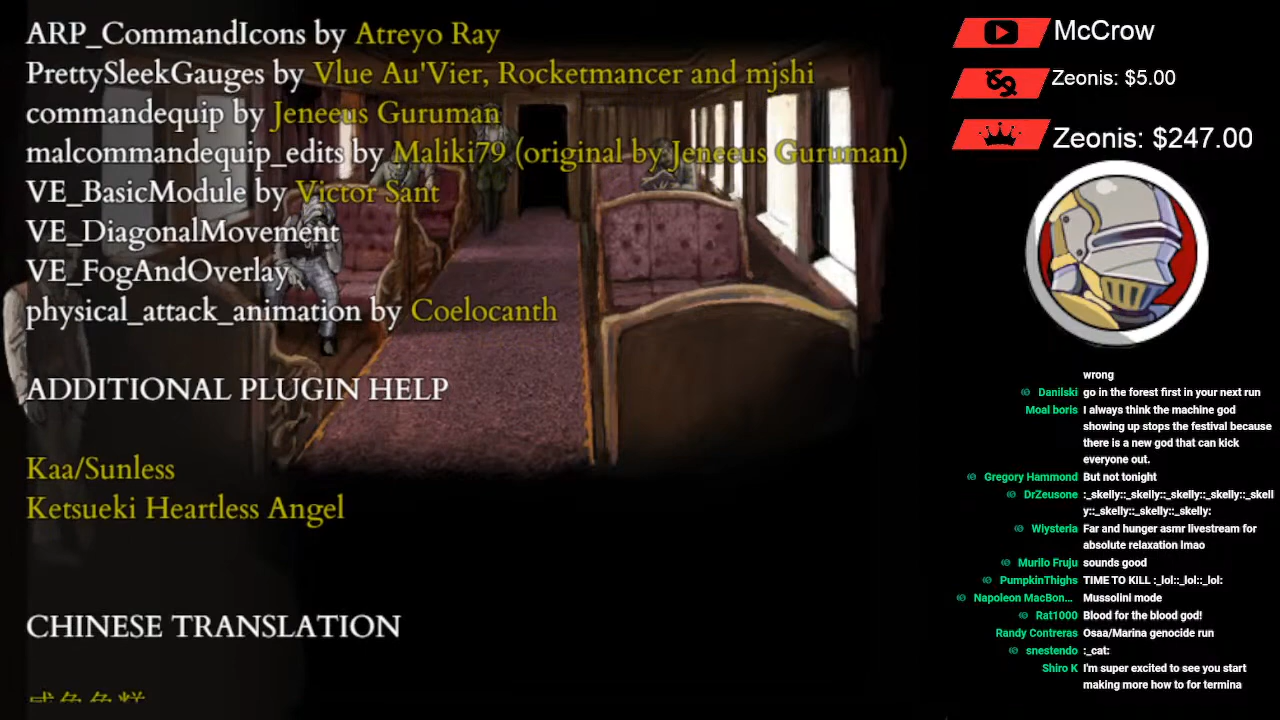 ARP_CommandIcons by Atreyo Ray
PrettySleekGauges by Vlue Au'Vier, Rocketmancer and mjshi
commandequip by Jeneeus Guruman
malcommandequip_edits by Maliki79 (original by Jeneeus Guruman)
VE_BasicModule by Victor Sant
VE_DiagonalMovement
VE_FogAndOverlay
physical_attack_animation by Coelocanth
ADDITIONAL PLUGIN HELP
Kaa/Sunless
Ketsueki Heartless Angel
CHINESE TRANSLATION
McCrow
Zeonis: $5.00
Zeonis: $247.00
wrong
Danilski go in the forest first in your next run
Moal boris I always think the machine god
showing up stops the festival because
there is a new god that can kick
everyone out.
Gregory Hammond But not tonight
DrZeusone :_skelly::_skelly::_skelly::_skelly::_skell
y::_skelly::_skelly::_skelly:
Wiysteria Far and hunger asmr livestream for
absolute relaxation lmao
Murilo Fruju sounds good
PumpkinThighs TIME TO KILL :_lol::_lol::_lol:
Napoleon MacBon... Mussolini mode
Rat1000 Blood for the blood god!
Randy Contreras Osaa/Marina genocide run
snestendo :_cat:
Shiro K I'm super excited to see you start
making more how to for termina